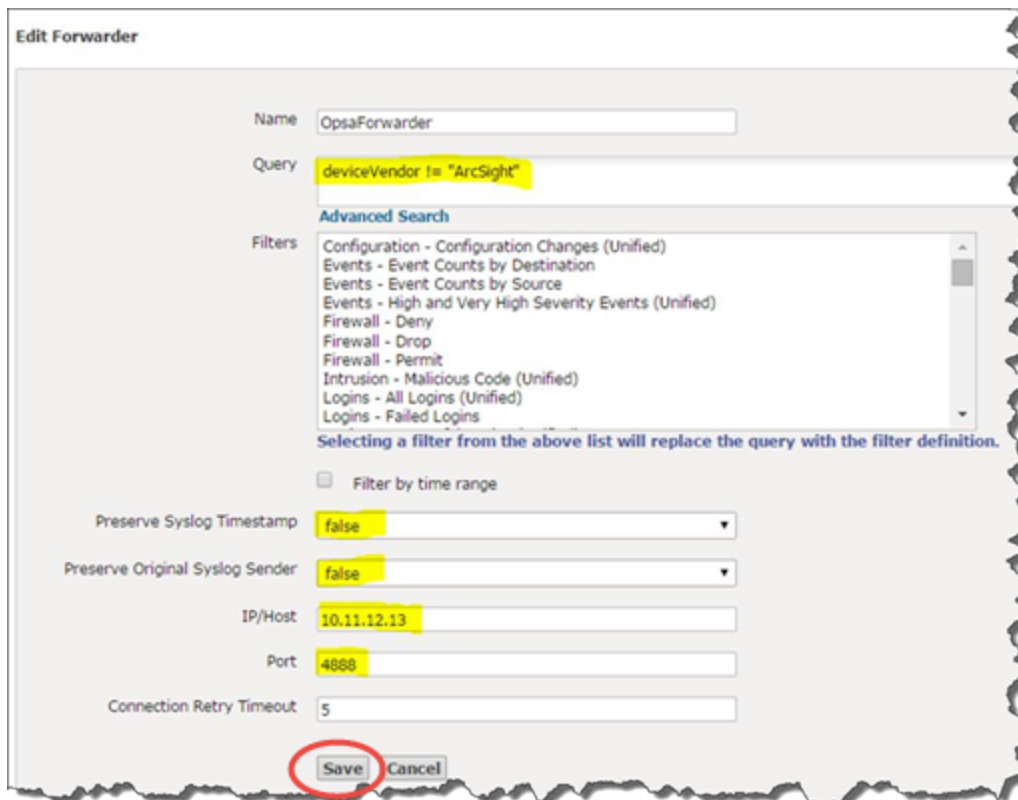 Edit Forwarder
Name OpsaForwarder
Query deviceVendor != "ArcSight"
Advanced Search
Filters Configuration - Configuration Changes (Unified)
Events - Event Counts by Destination
Events - Event Counts by Source
Events - High and Very High Severity Events (Unified)
Firewall - Deny
Firewall - Drop
Firewall - Permit
Intrusion - Malicious Code (Unified)
Logins - All Logins (Unified)
Logins - Failed Logins
Selecting a filter from the above list will replace the query with the filter definition.
Filter by time range
Preserve Syslog Timestamp false
Preserve Original Syslog Sender false
IP/Host 10.11.12.13
Port 4888
Connection Retry Timeout 5
Save Cancel